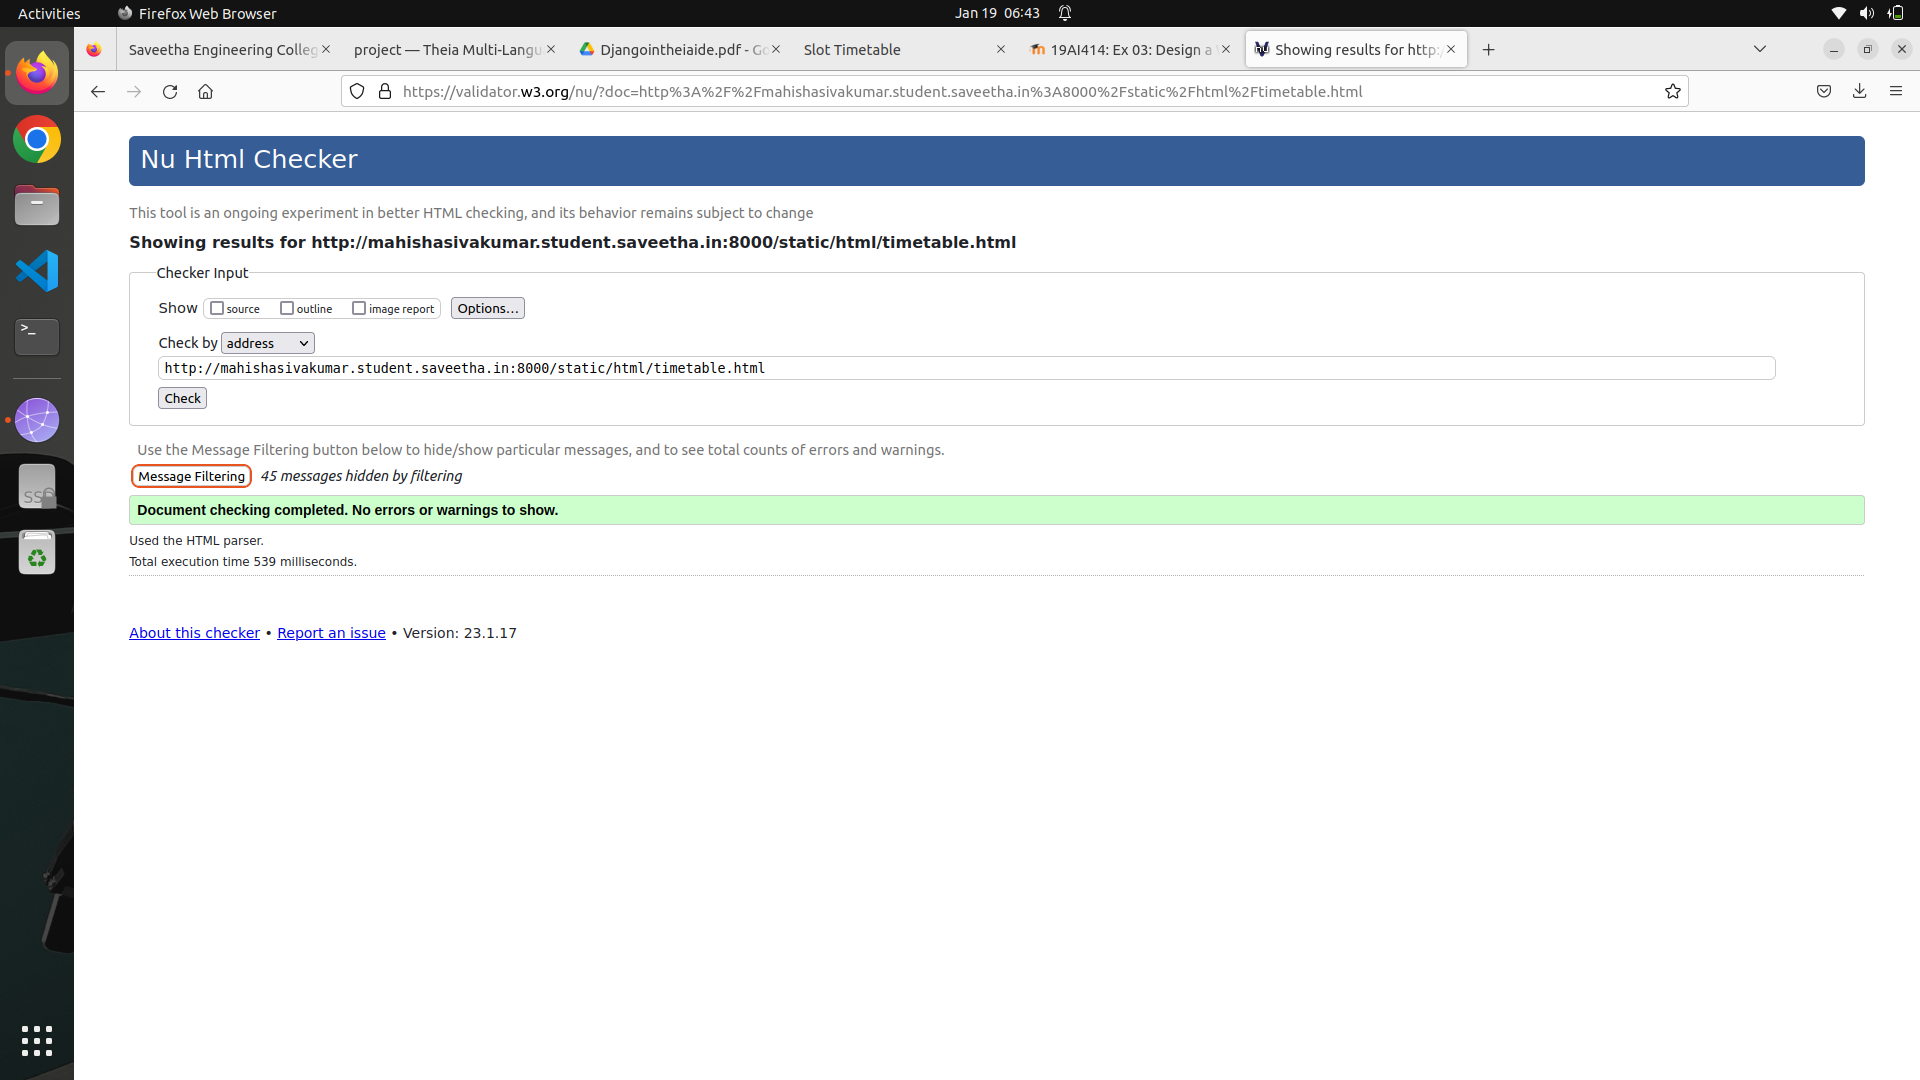 Activities Firefox Web Browser Jan 19 06:43
Saveetha Engineering Colleg project — Theia Multi-Langu Djangointheiaide.pdf - Go Slot Timetable 19AI414: Ex 03: Design a Showing results for http:/
https://validator.w3.org/nu/?doc=http%3A%2F%2Fmahishasivakumar.student.saveetha.in%3A8000%2Fstatic%2Fhtml%2Ftimetable.html
Nu Html Checker
This tool is an ongoing experiment in better HTML checking, and its behavior remains subject to change
Showing results for http://mahishasivakumar.student.saveetha.in:8000/static/html/timetable.html
Checker Input
Show source outline image report Options...
Check by address
http://mahishasivakumar.student.saveetha.in:8000/static/html/timetable.html
Check
Use the Message Filtering button below to hide/show particular messages, and to see total counts of errors and warnings.
Message Filtering 45 messages hidden by filtering
Document checking completed. No errors or warnings to show.
Used the HTML parser.
Total execution time 539 milliseconds.
About this checker • Report an issue • Version: 23.1.17